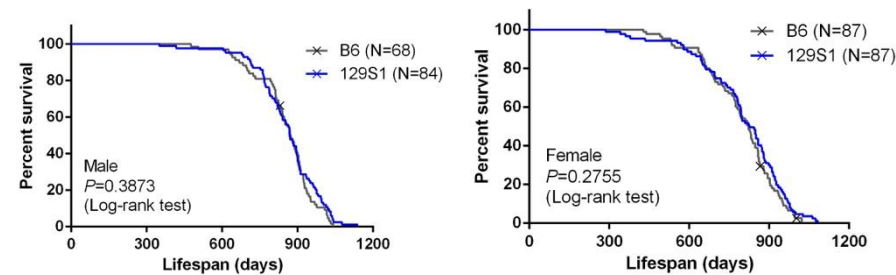 B6 (N=68)
129S1 (N=84)
Percent survival
100
80
60
40
20
0
Male
P=0.3873
(Log-rank test)
0 300 600 900 1200
Lifespan (days)
B6 (N=87)
129S1 (N=87)
Percent survival
100
80
60
40
20
0
Female
P=0.2755
(Log-rank test)
0 300 600 900 1200
Lifespan (days)